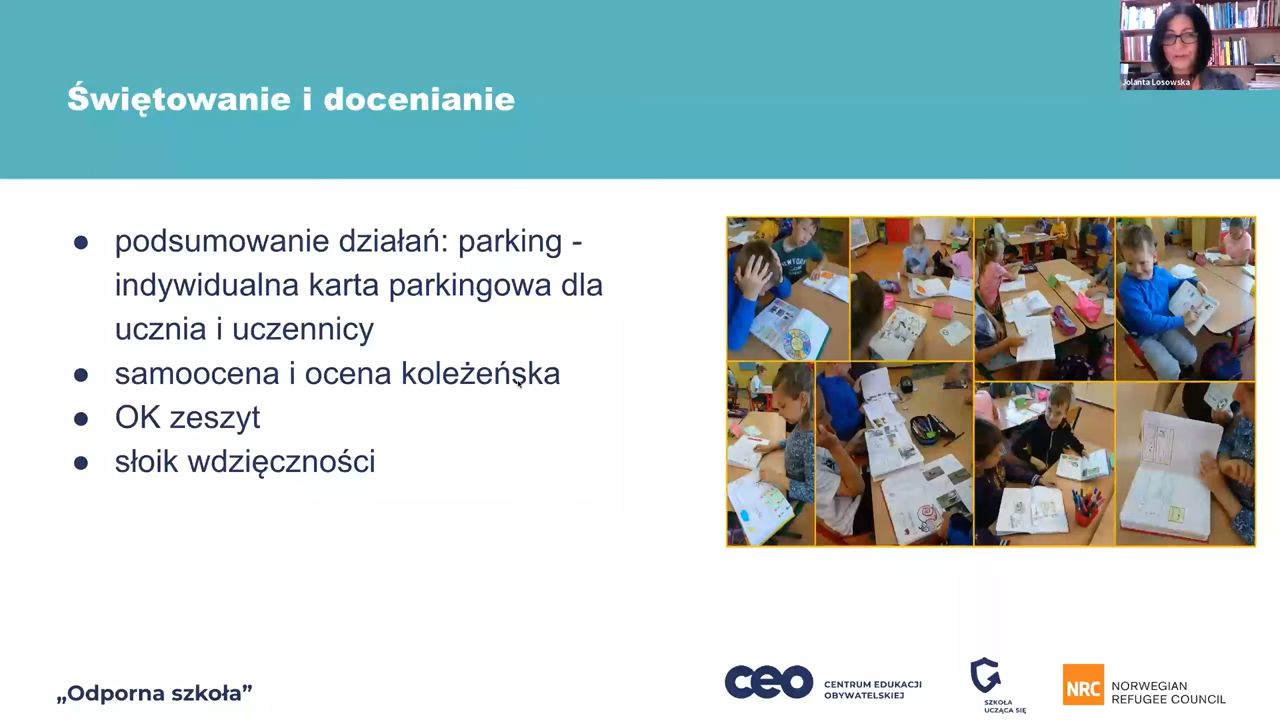 Świętowanie i docenianie
Jolanta Losowska
● podsumowanie działań: parking -
indywidualna karta parkingowa dla
ucznia i uczennicy
● samoocena i ocena koleżeńska
● OK zeszyt
● słoik wdzięczności
„Odporna szkoła”
ceo
CENTRUM EDUKACJI
OBYWATELSKIEJ
SZKOŁA
UCZĄCA SIĘ
NRC
NORWEGIAN
REFUGEE COUNCIL